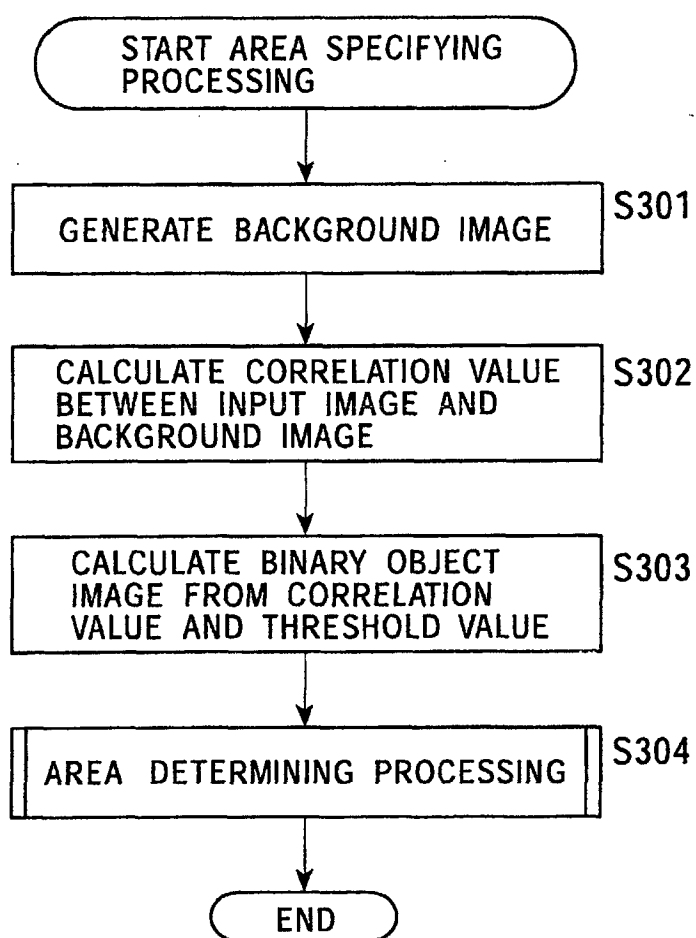 START AREA SPECIFYING
PROCESSING
GENERATE BACKGROUND IMAGE
S301
CALCULATE CORRELATION VALUE
BETWEEN INPUT IMAGE AND
BACKGROUND IMAGE
S302
CALCULATE BINARY OBJECT
IMAGE FROM CORRELATION
VALUE AND THRESHOLD VALUE
S303
AREA DETERMINING PROCESSING
S304
END